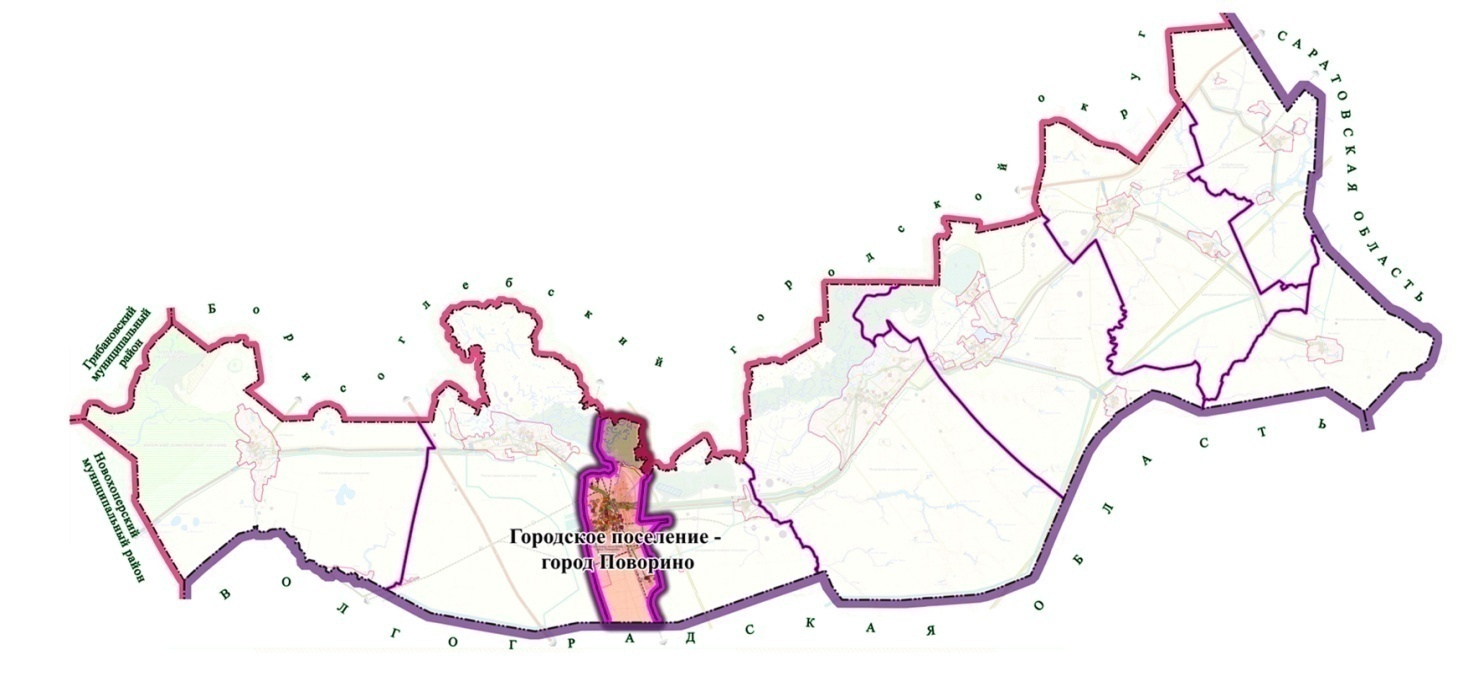 САРАТОВСКАЯ ОБЛАСТЬ
Борисоглебский городской округ
Грибановский
муниципальный
район
Новохоперский
муниципальный район
Городское поселение -
город Поворино
ВОЛГОГРАДСКАЯ ОБЛАСТЬ